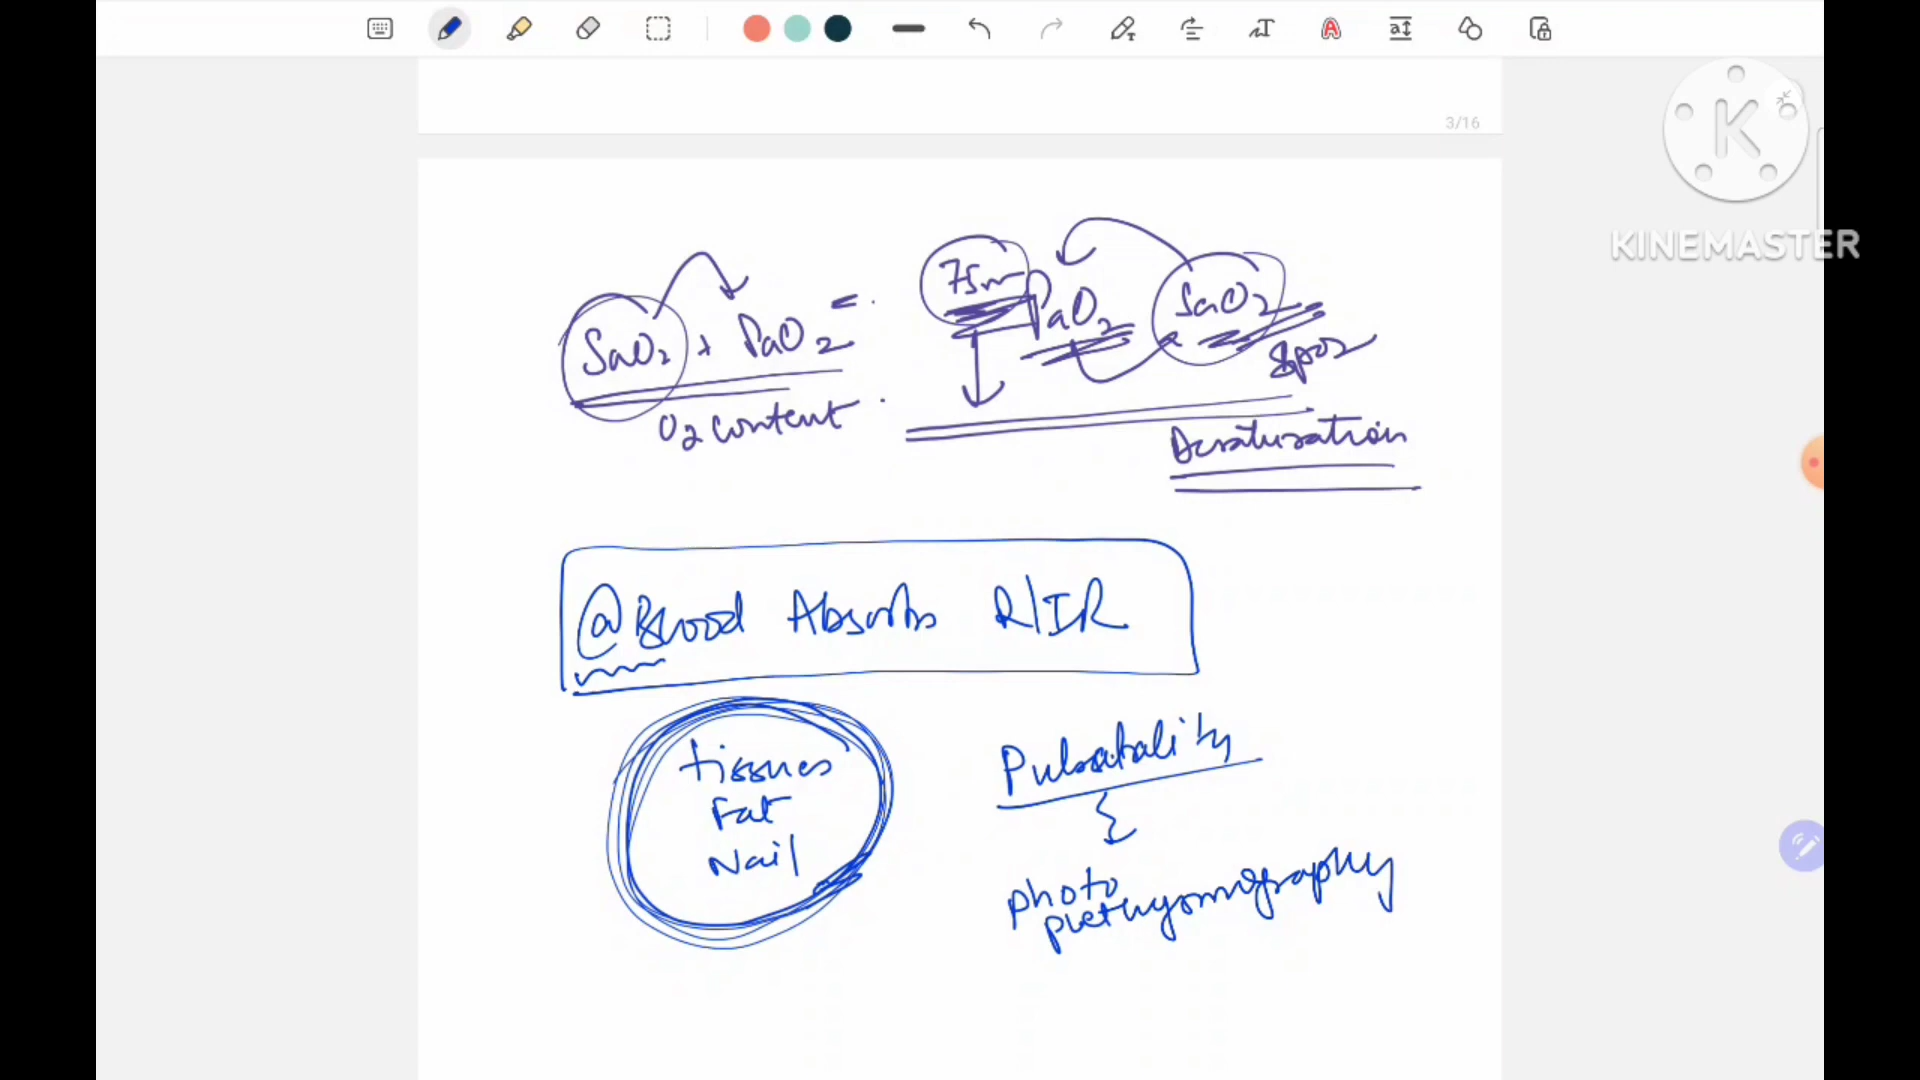 3/16
KINEMASTER
SaO2 + PaO2 =
O2 content
75m PaO2 SaO2
SpO2
Desaturation
@Blood Absorbs R/IR
tissues
Fat
Nail
Pulsatality
photo
plethysmography